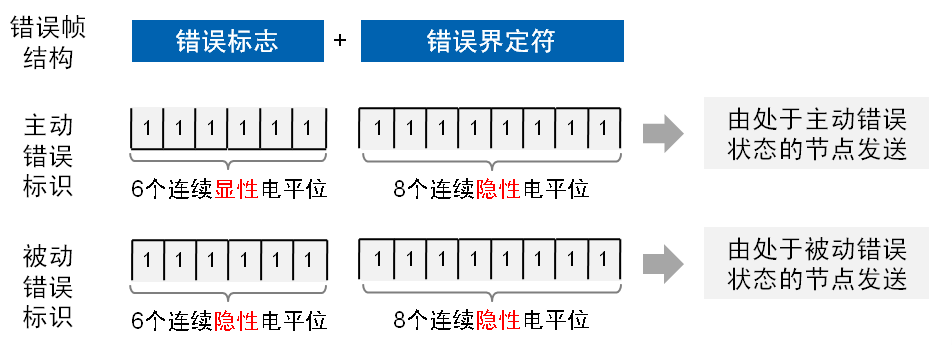 错误帧
结构
错误标志 + 错误界定符
主动
错误
标识
1 1 1 1 1 1
1 1 1 1 1 1 1 1
6个连续显性电平位
8个连续隐性电平位
由处于主动错误
状态的节点发送
被动
错误
标识
1 1 1 1 1 1
1 1 1 1 1 1 1 1
6个连续隐性电平位
8个连续隐性电平位
由处于被动错误
状态的节点发送